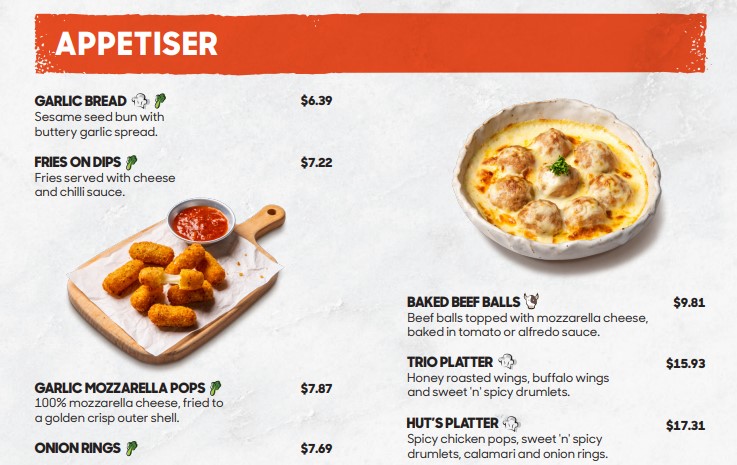 APPETISER
GARLIC BREAD
$6.39
Sesame seed bun with
buttery garlic spread.
FRIES ON DIPS
$7.22
Fries served with cheese
and chilli sauce.
GARLIC MOZZARELLA POPS
$7.87
100% mozzarella cheese, fried to
a golden crisp outer shell.
ONION RINGS
$7.69
BAKED BEEF BALLS
$9.81
Beef balls topped with mozzarella cheese,
baked in tomato or alfredo sauce.
TRIO PLATTER
$15.93
Honey roasted wings, buffalo wings
and sweet 'n' spicy drumlets.
HUT'S PLATTER
$17.31
Spicy chicken pops, sweet 'n' spicy
drumlets, calamari and onion rings.